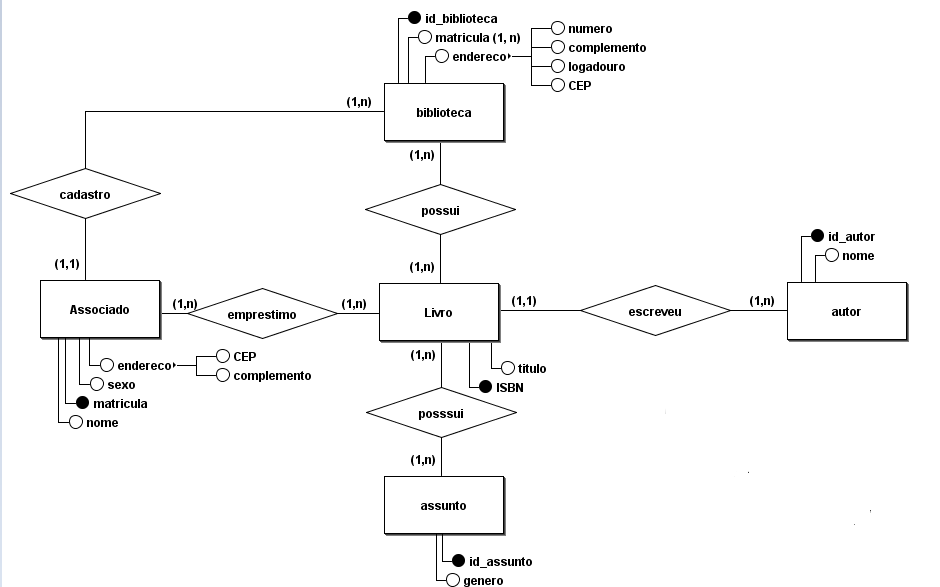 id_biblioteca
matricula (1, n)
endereco
numero
complemento
logadouro
CEP
(1,n)
biblioteca
(1,n)
cadastro
possui
(1,1)
(1,n)
id_autor
nome
Associado
(1,n)
emprestimo
(1,n)
Livro
(1,1)
escreveu
(1,n)
autor
endereco
CEP
complemento
sexo
matricula
nome
(1,n)
titulo
ISBN
posssui
(1,n)
assunto
id_assunto
genero